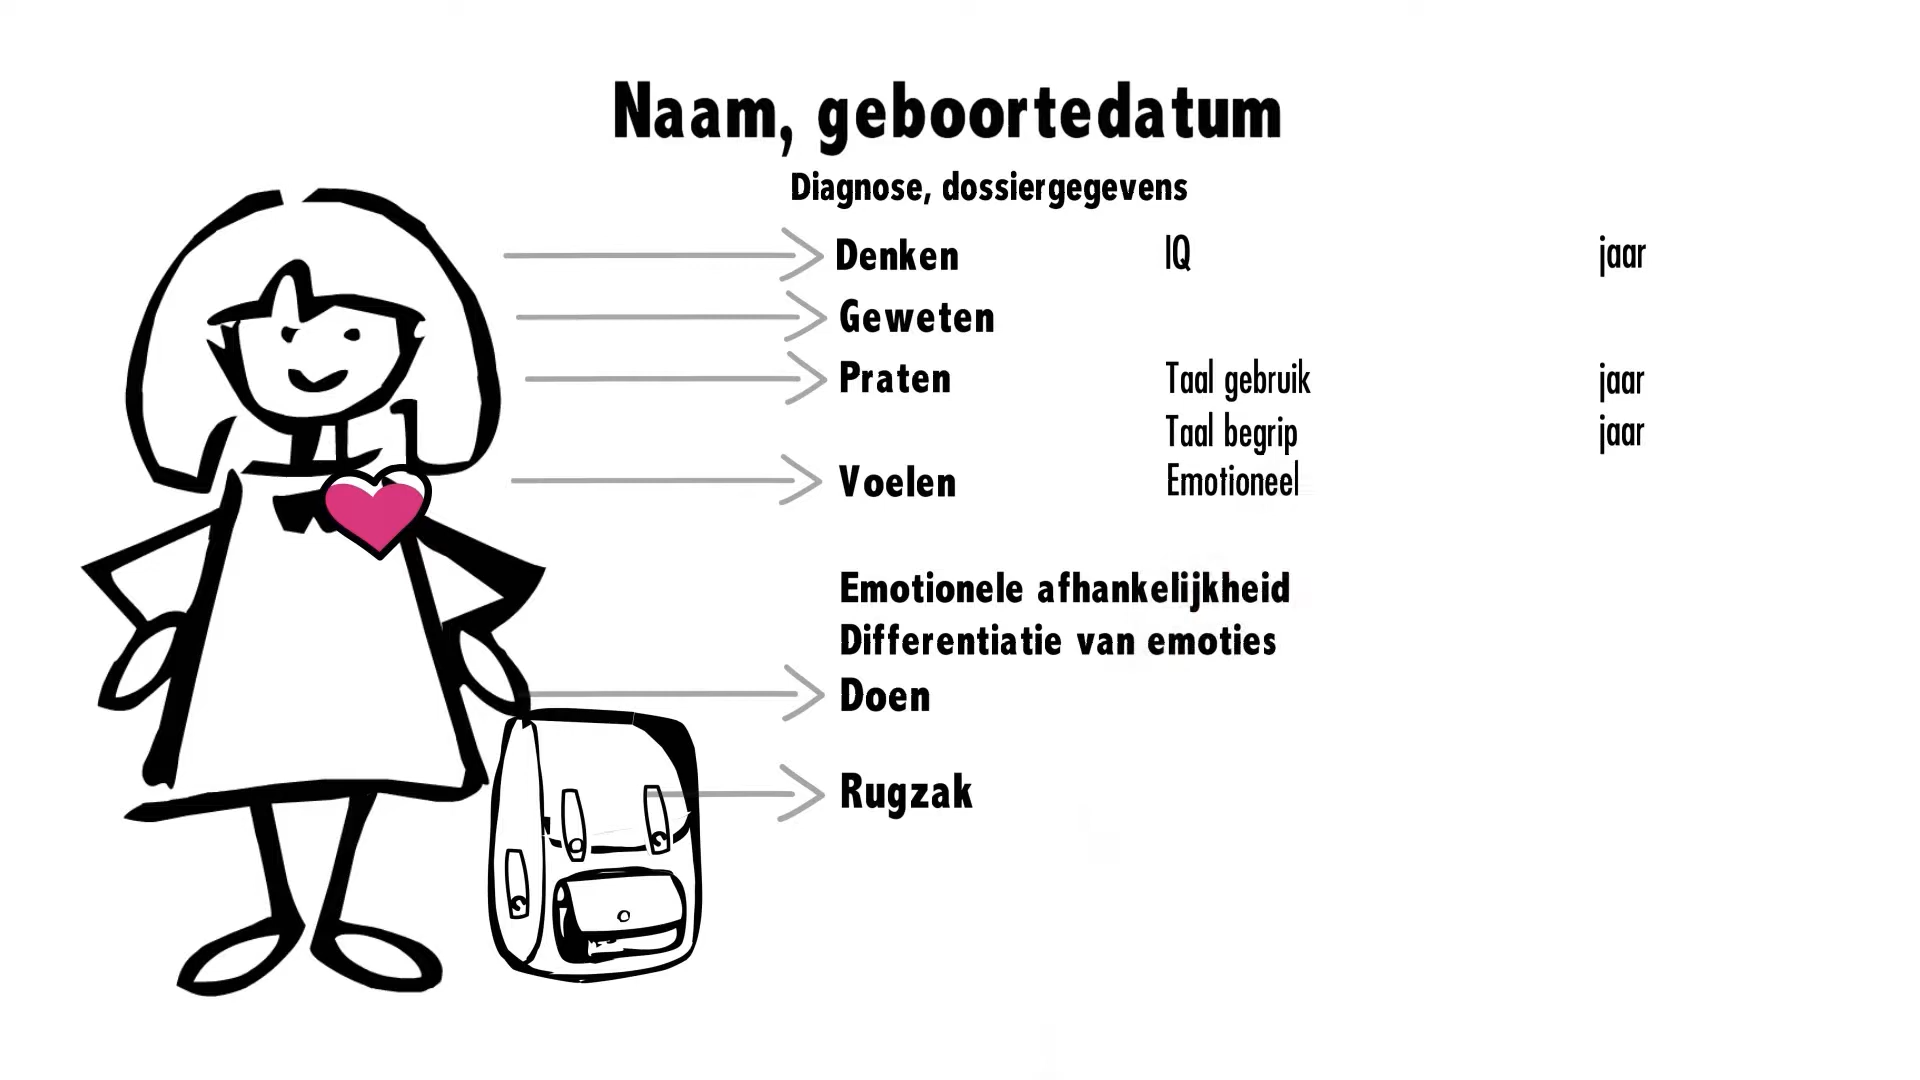 Naam, geboortedatum
Diagnose, dossiergegevens
Denken IQ jaar
Geweten
Praten Taal gebruik jaar
Taal begrip jaar
Voelen Emotioneel
Emotionele afhankelijkheid
Differentiatie van emoties
Doen
Rugzak